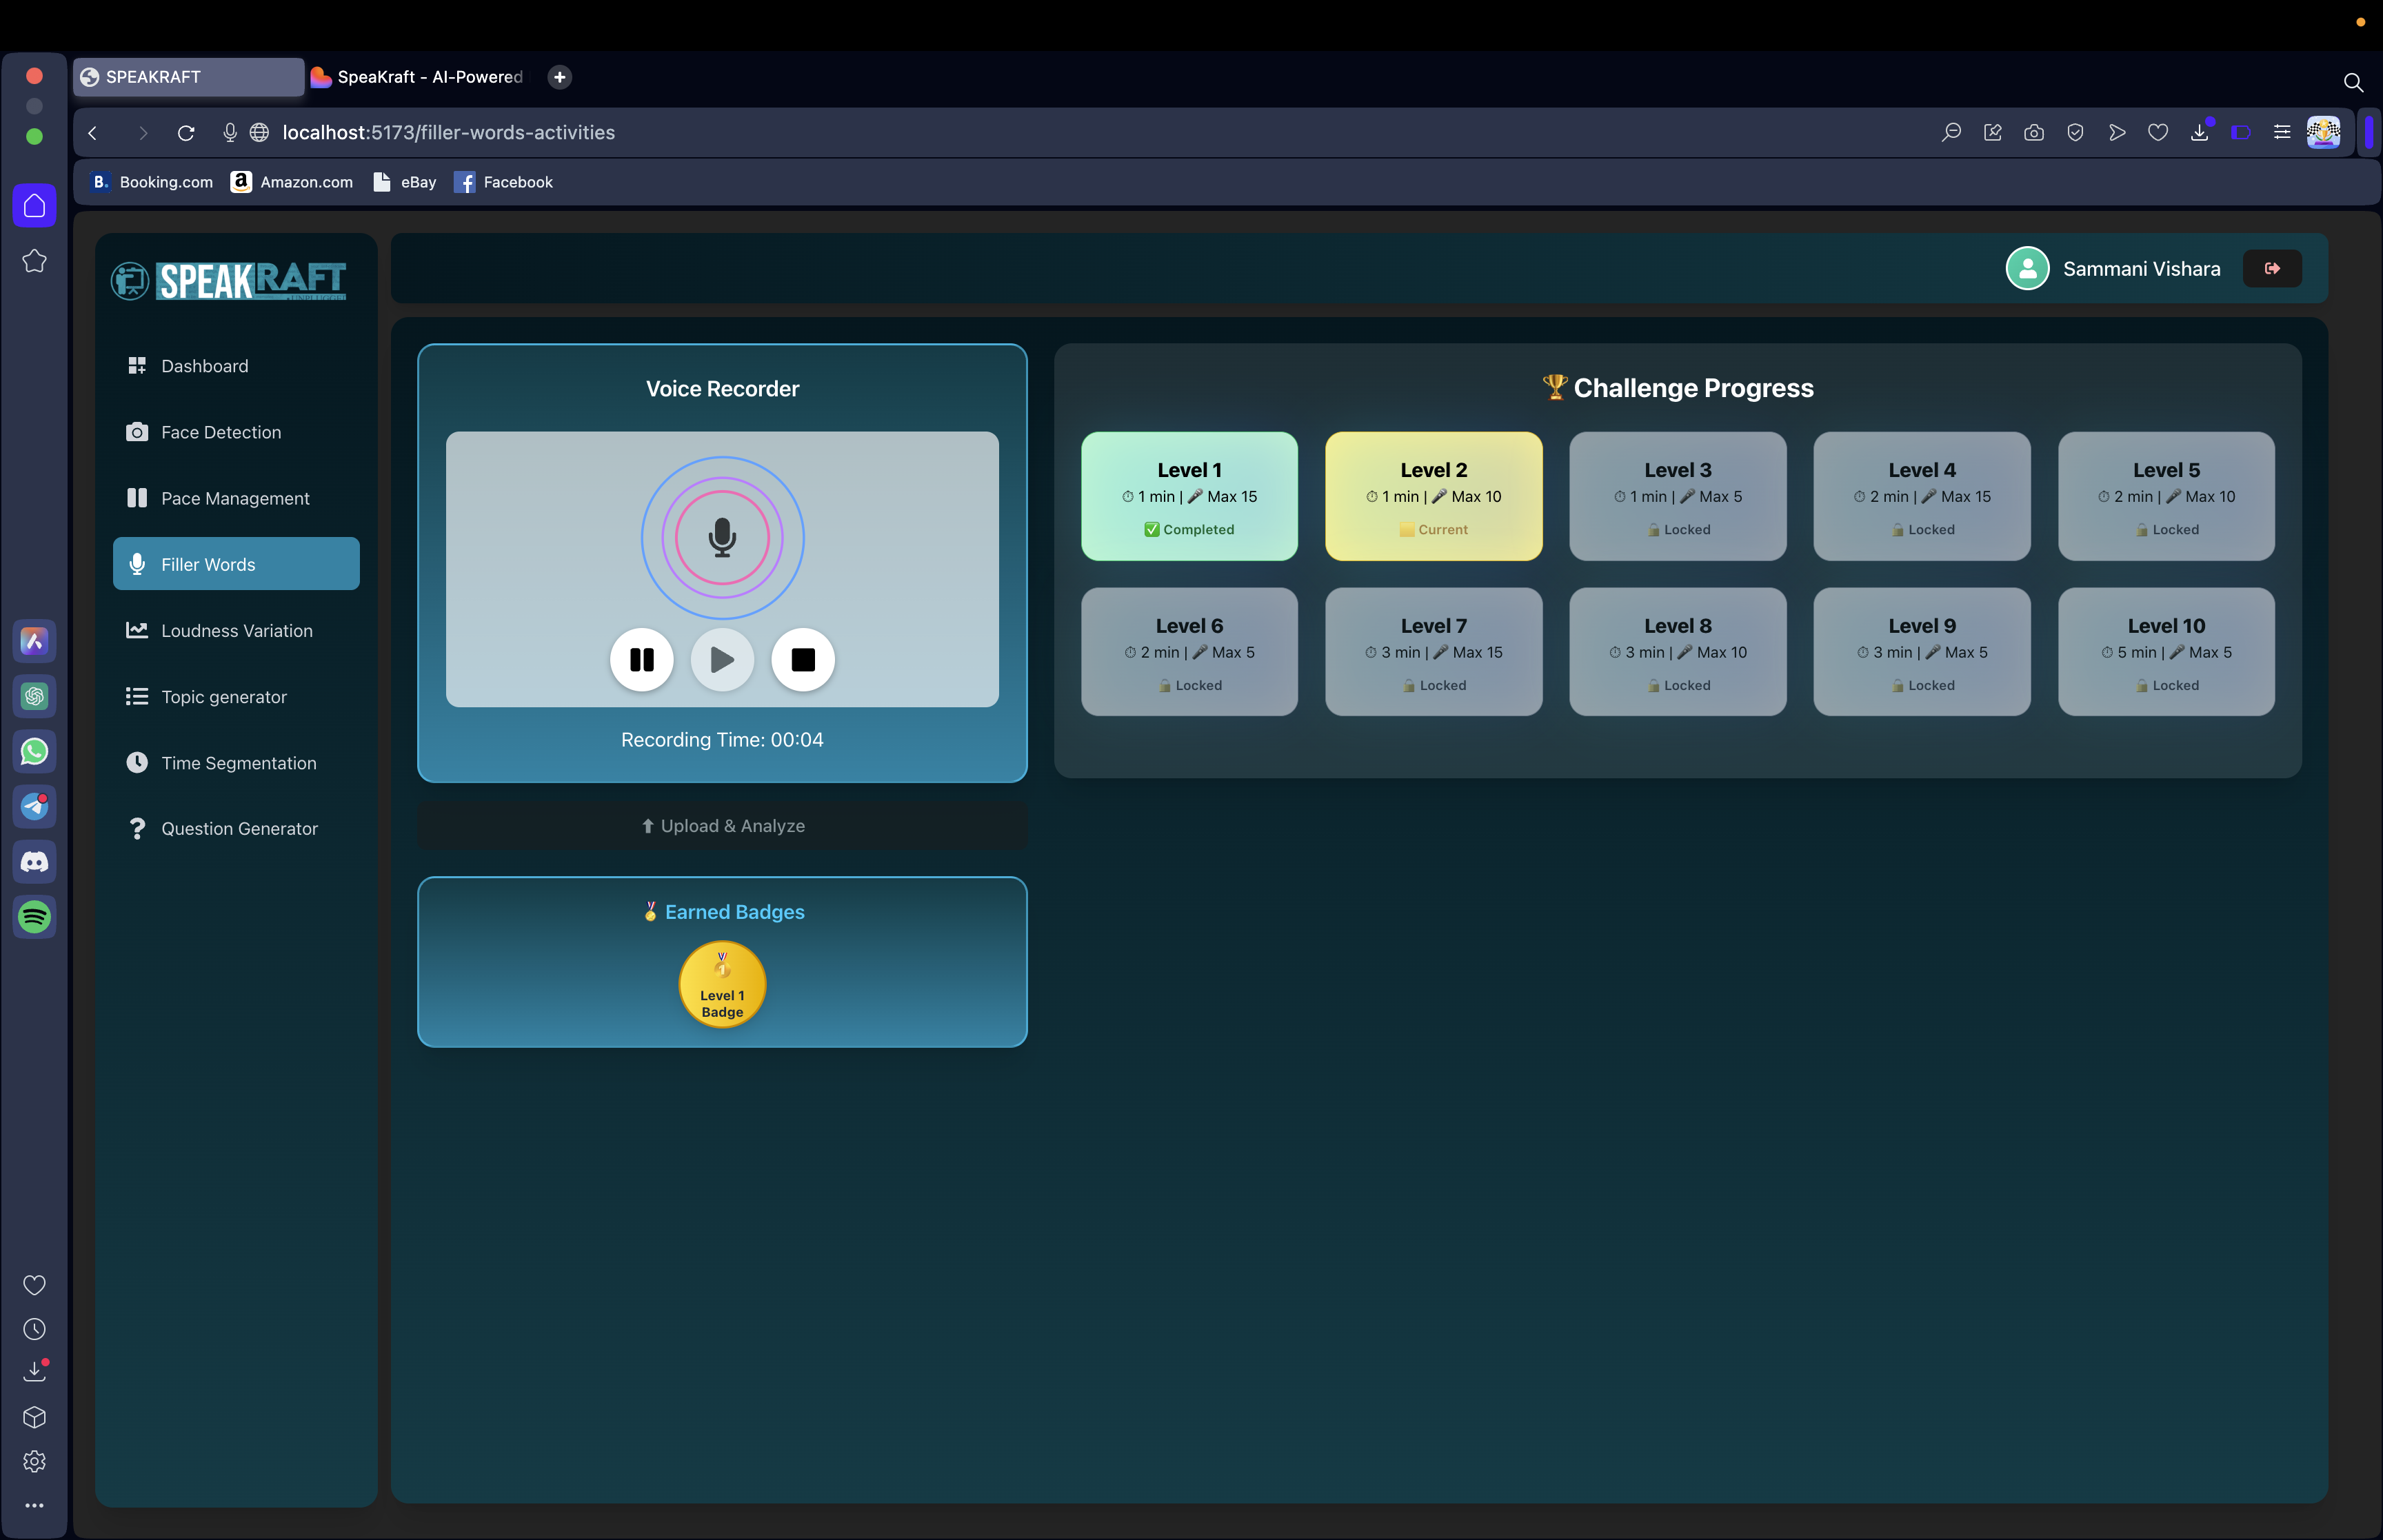 SPEAKRAFT
SpeaKraft - AI-Powered
localhost:5173/filler-words-activities
B. Booking.com
a Amazon.com
eBay
f Facebook
SPEAKRAFT
Sammani Vishara
Dashboard
Face Detection
Pace Management
Filler Words
Loudness Variation
Topic generator
Time Segmentation
? Question Generator
Voice Recorder
Recording Time: 00:04
Upload & Analyze
Earned Badges
1
Level 1
Badge
Challenge Progress
Level 1
1 min | Max 15
Completed
Level 2
1 min | Max 10
Current
Level 3
1 min | Max 5
Locked
Level 4
2 min | Max 15
Locked
Level 5
2 min | Max 10
Locked
Level 6
2 min | Max 5
Locked
Level 7
3 min | Max 15
Locked
Level 8
3 min | Max 10
Locked
Level 9
3 min | Max 5
Locked
Level 10
5 min | Max 5
Locked